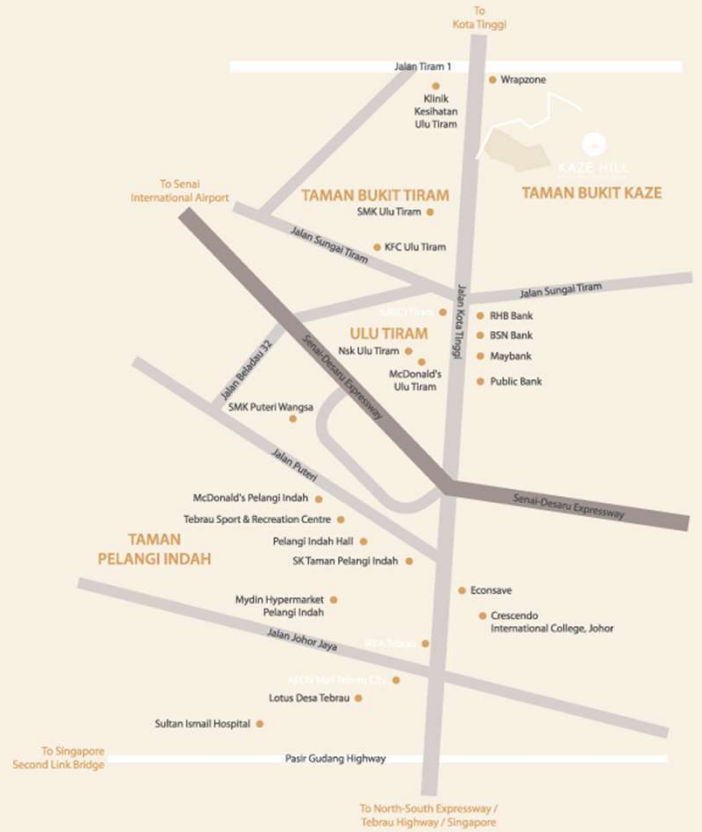 To
Kota Tinggi
Jalan Tiram 1
Wrapzone
Klinik
Kesihatan
Ulu Tiram
KAZE HILL
To Senai
International Airport
TAMAN BUKIT TIRAM
TAMAN BUKIT KAZE
SMK Ulu Tiram
Jalan Sungai Tiram
KFC Ulu Tiram
Jalan Sungai Tiram
Jalan Kota Tinggi
RHB Bank
ULU TIRAM
BSN Bank
Senai-Desaru Expressway
Nsk Ulu Tiram
Maybank
Jalan Beladau 32
McDonald's
Ulu Tiram
Public Bank
SMK Puteri Wangsa
Jalan Puteri
McDonald's Pelangi Indah
Senai-Desaru Expressway
Tebrau Sport & Recreation Centre
TAMAN
PELANGI INDAH
Pelangi Indah Hall
SK Taman Pelangi Indah
Econsave
Mydin Hypermarket
Pelangi Indah
Crescendo
International College, Johor
Jalan Johor Jaya
IKEA Tebrau
AEON Mall Tebrau City
Lotus Desa Tebrau
Sultan Ismail Hospital
To Singapore
Second Link Bridge
Pasir Gudang Highway
To North-South Expressway /
Tebrau Highway / Singapore